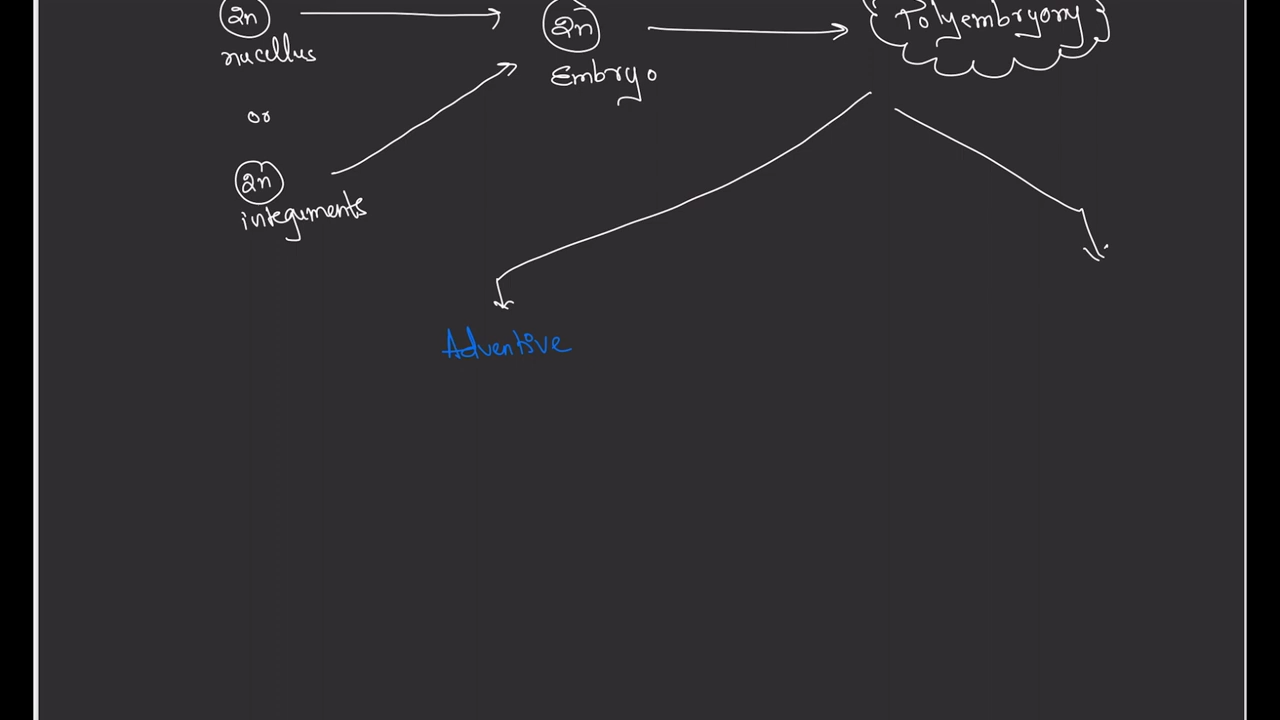 2n → 2n → Polyembryony
nucellus
Embryo
or
2n
integuments
Adventive